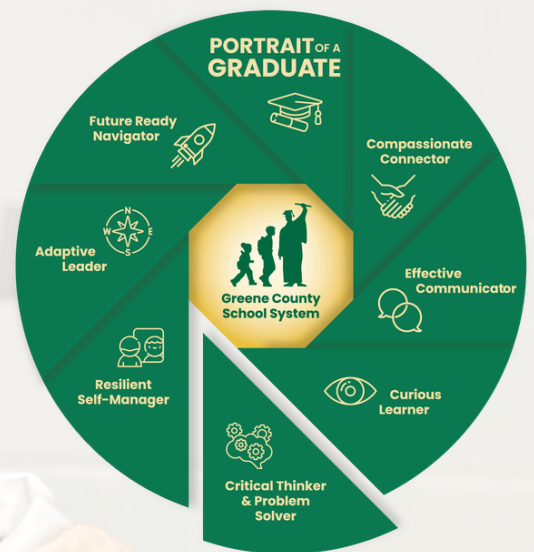 PORTRAIT OF A
GRADUATE
Future Ready
Navigator
Compassionate
Connector
N
W E
S
Adaptive
Leader
Effective
Communicator
Greene County
School System
Resilient
Self-Manager
Curious
Learner
Critical Thinker
& Problem
Solver